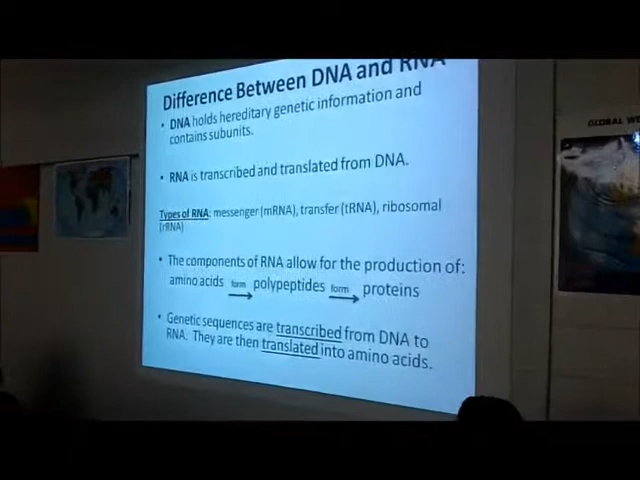 Difference Between DNA and RNA
• DNA holds hereditary genetic information and
contains subunits.
• RNA is transcribed and translated from DNA.
Types of RNA: messenger (mRNA), transfer (tRNA), ribosomal
(rRNA)
• The components of RNA allow for the production of:
amino acids form polypeptides form proteins
• Genetic sequences are transcribed from DNA to
RNA. They are then translated into amino acids.
GLOBAL